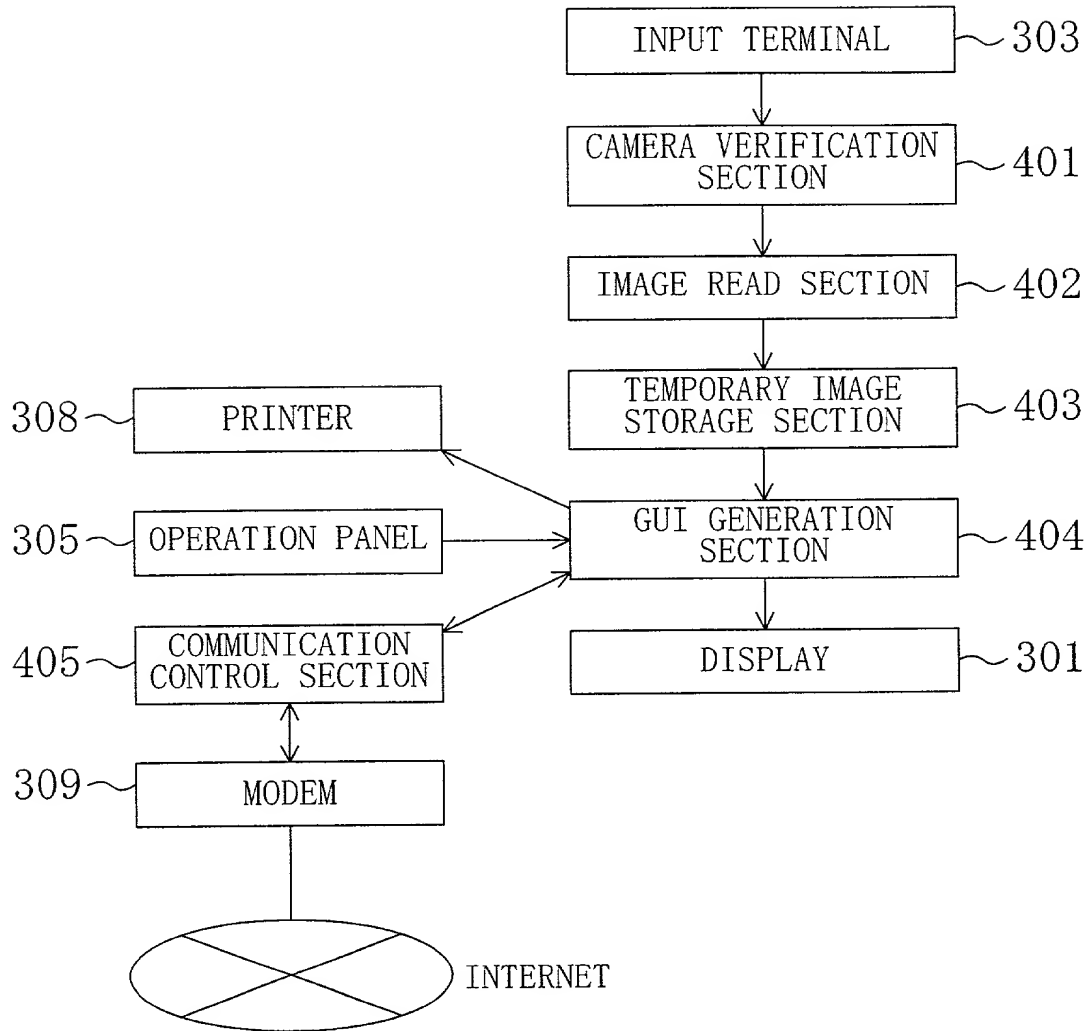 INPUT TERMINAL
303
CAMERA VERIFICATION
SECTION
401
IMAGE READ SECTION
402
TEMPORARY IMAGE
STORAGE SECTION
403
308
PRINTER
GUI GENERATION
SECTION
404
305
OPERATION PANEL
405
COMMUNICATION
CONTROL SECTION
DISPLAY
301
309
MODEM
INTERNET